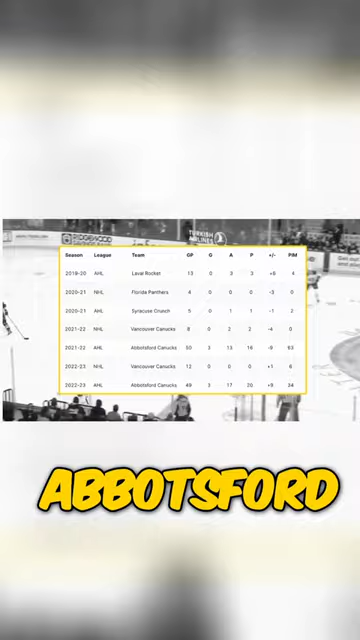 TURKISH
AIRLINES
Season League Team GP G A P +/- PIM
2019-20 AHL Laval Rocket 13 0 3 3 +6 4
2020-21 NHL Florida Panthers 4 0 0 0 -3 0
2020-21 AHL Syracuse Crunch 5 0 1 1 -1 2
2021-22 NHL Vancouver Canucks 8 0 2 2 -4 0
2021-22 AHL Abbotsford Canucks 50 3 13 16 -9 63
2022-23 NHL Vancouver Canucks 12 0 0 0 +1 6
2022-23 AHL Abbotsford Canucks 49 3 17 20 +9 34
ABBOTSFORD